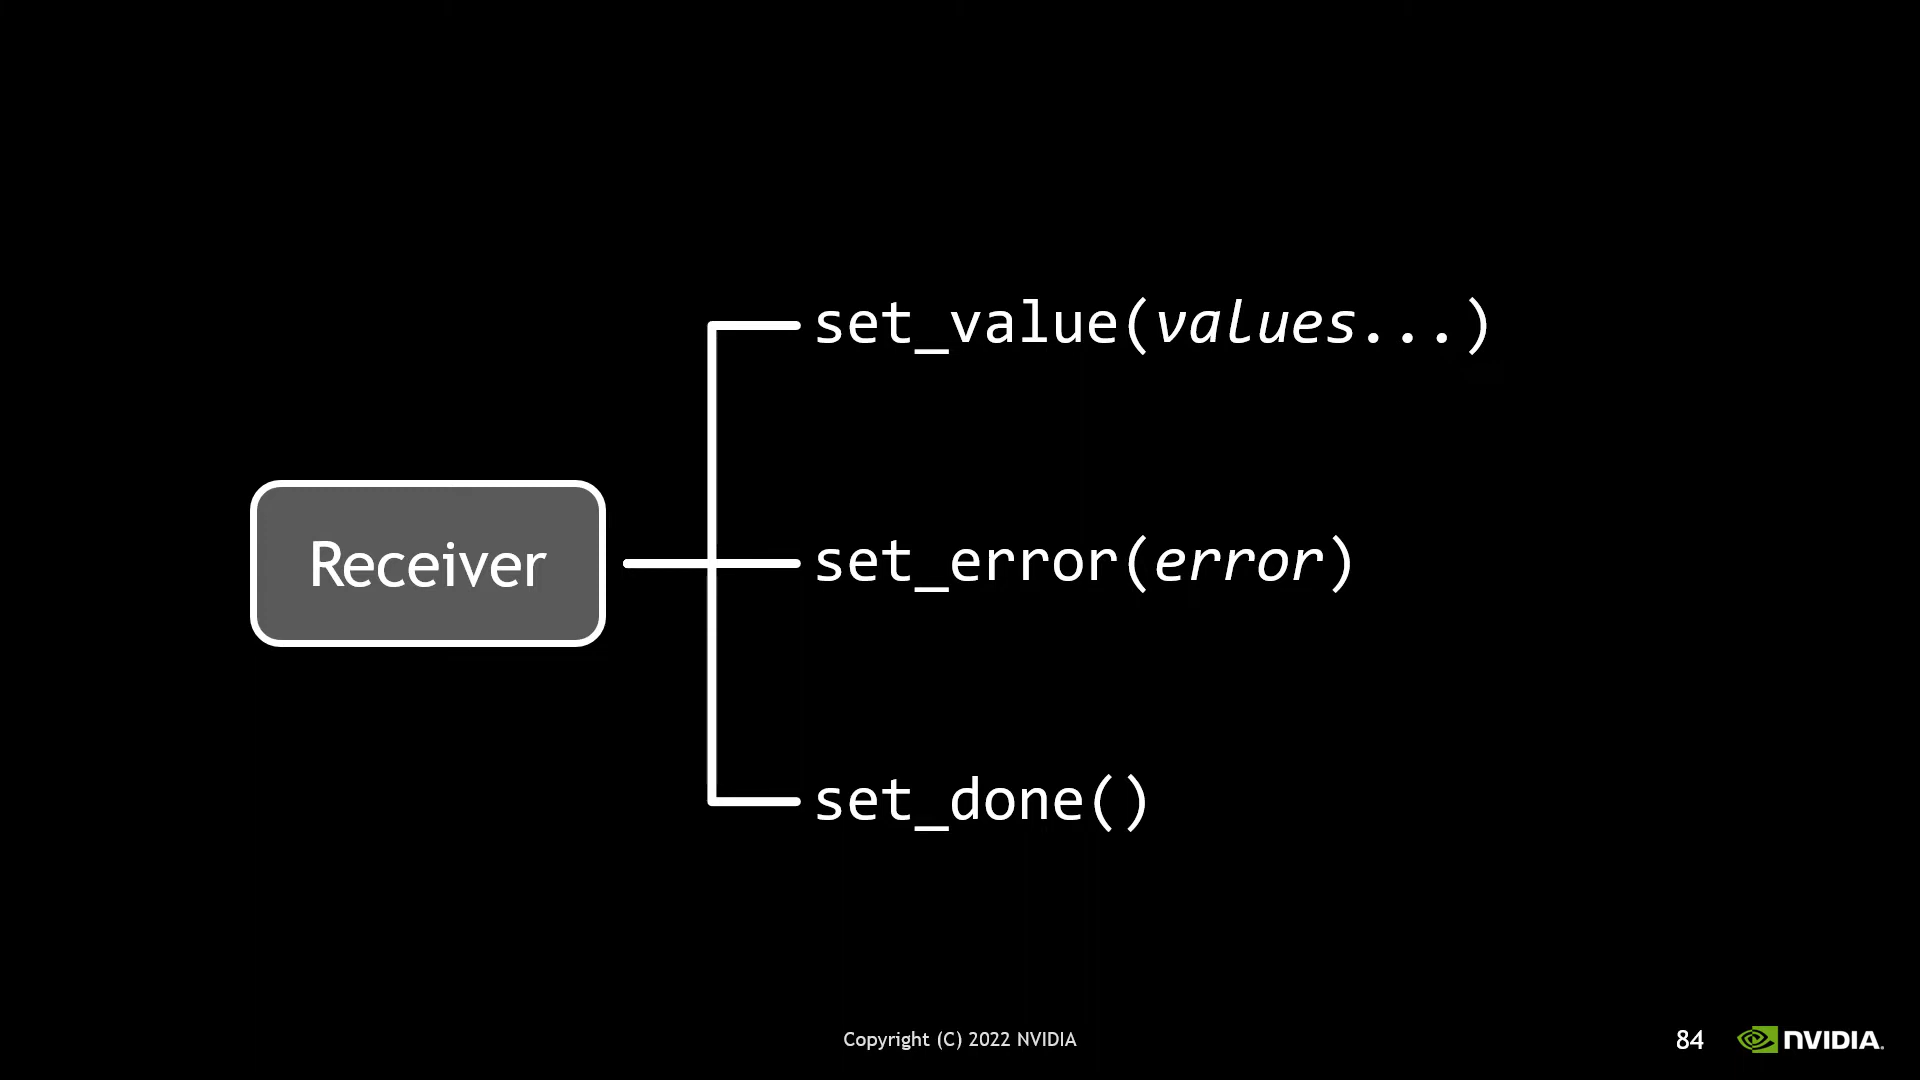 set_value(values...)
Receiver
set_error(error)
set_done()
Copyright (C) 2022 NVIDIA
84
NVIDIA.